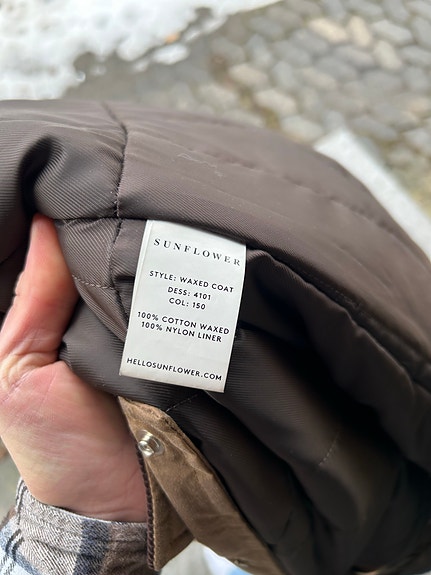 SUNFLOWER
STYLE: WAXED COAT
DESS: 4101
COL: 150
100% COTTON WAXED
100% NYLON LINER
HELLOSUNFLOWER.COM